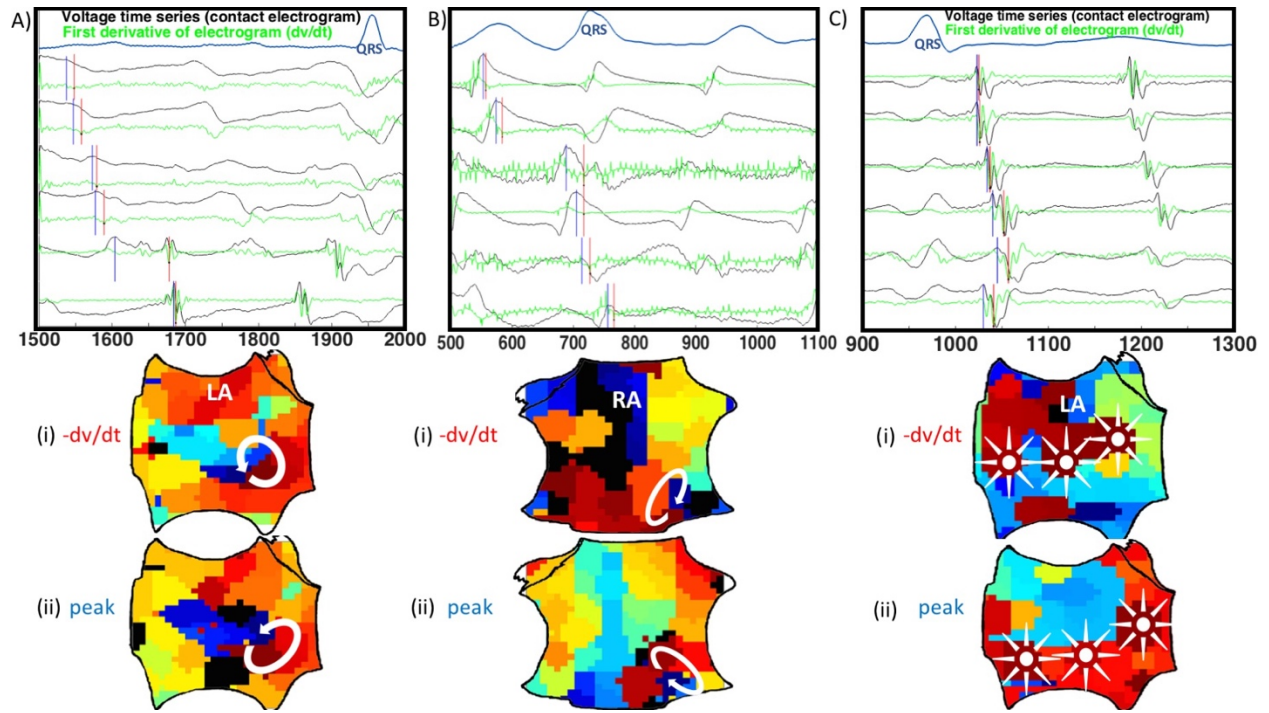 A)
Voltage time series (contact electrogram)
First derivative of electrogram (dv/dt)
QRS
1500 1600 1700 1800 1900 2000
LA
(i) -dv/dt
(ii) peak
B)
QRS
500 600 700 800 900 1000 1100
RA
(i) -dv/dt
(ii) peak
C)
Voltage time series (contact electrogram)
First derivative of electrogram (dv/dt)
QRS
900 1000 1100 1200 1300
LA
(i) -dv/dt
(ii) peak